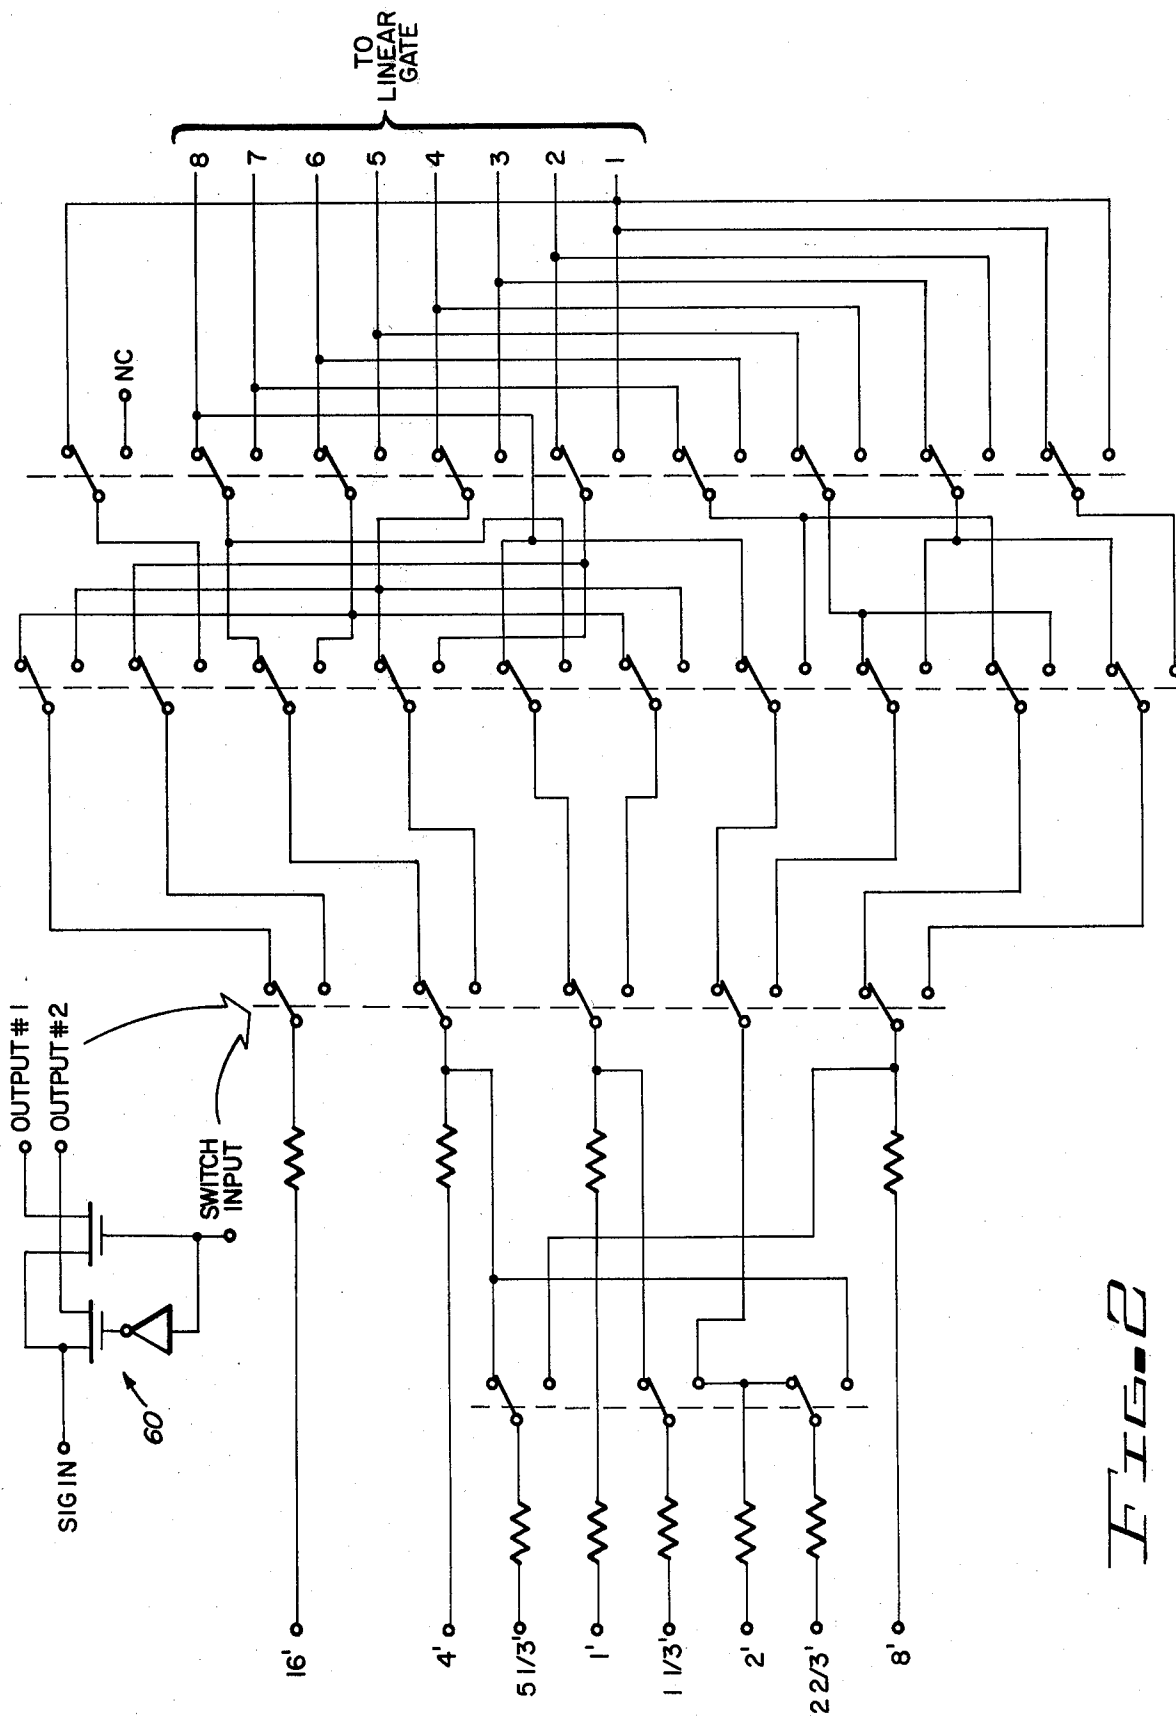 TO
LINEAR
GATE
8
7
6
5
4
3
2
1
NC
OUTPUT #1
OUTPUT #2
SWITCH
INPUT
SIG IN
60
16'
4'
5 1/3'
1'
1 1/3'
2'
2 2/3'
8'
FIG-2